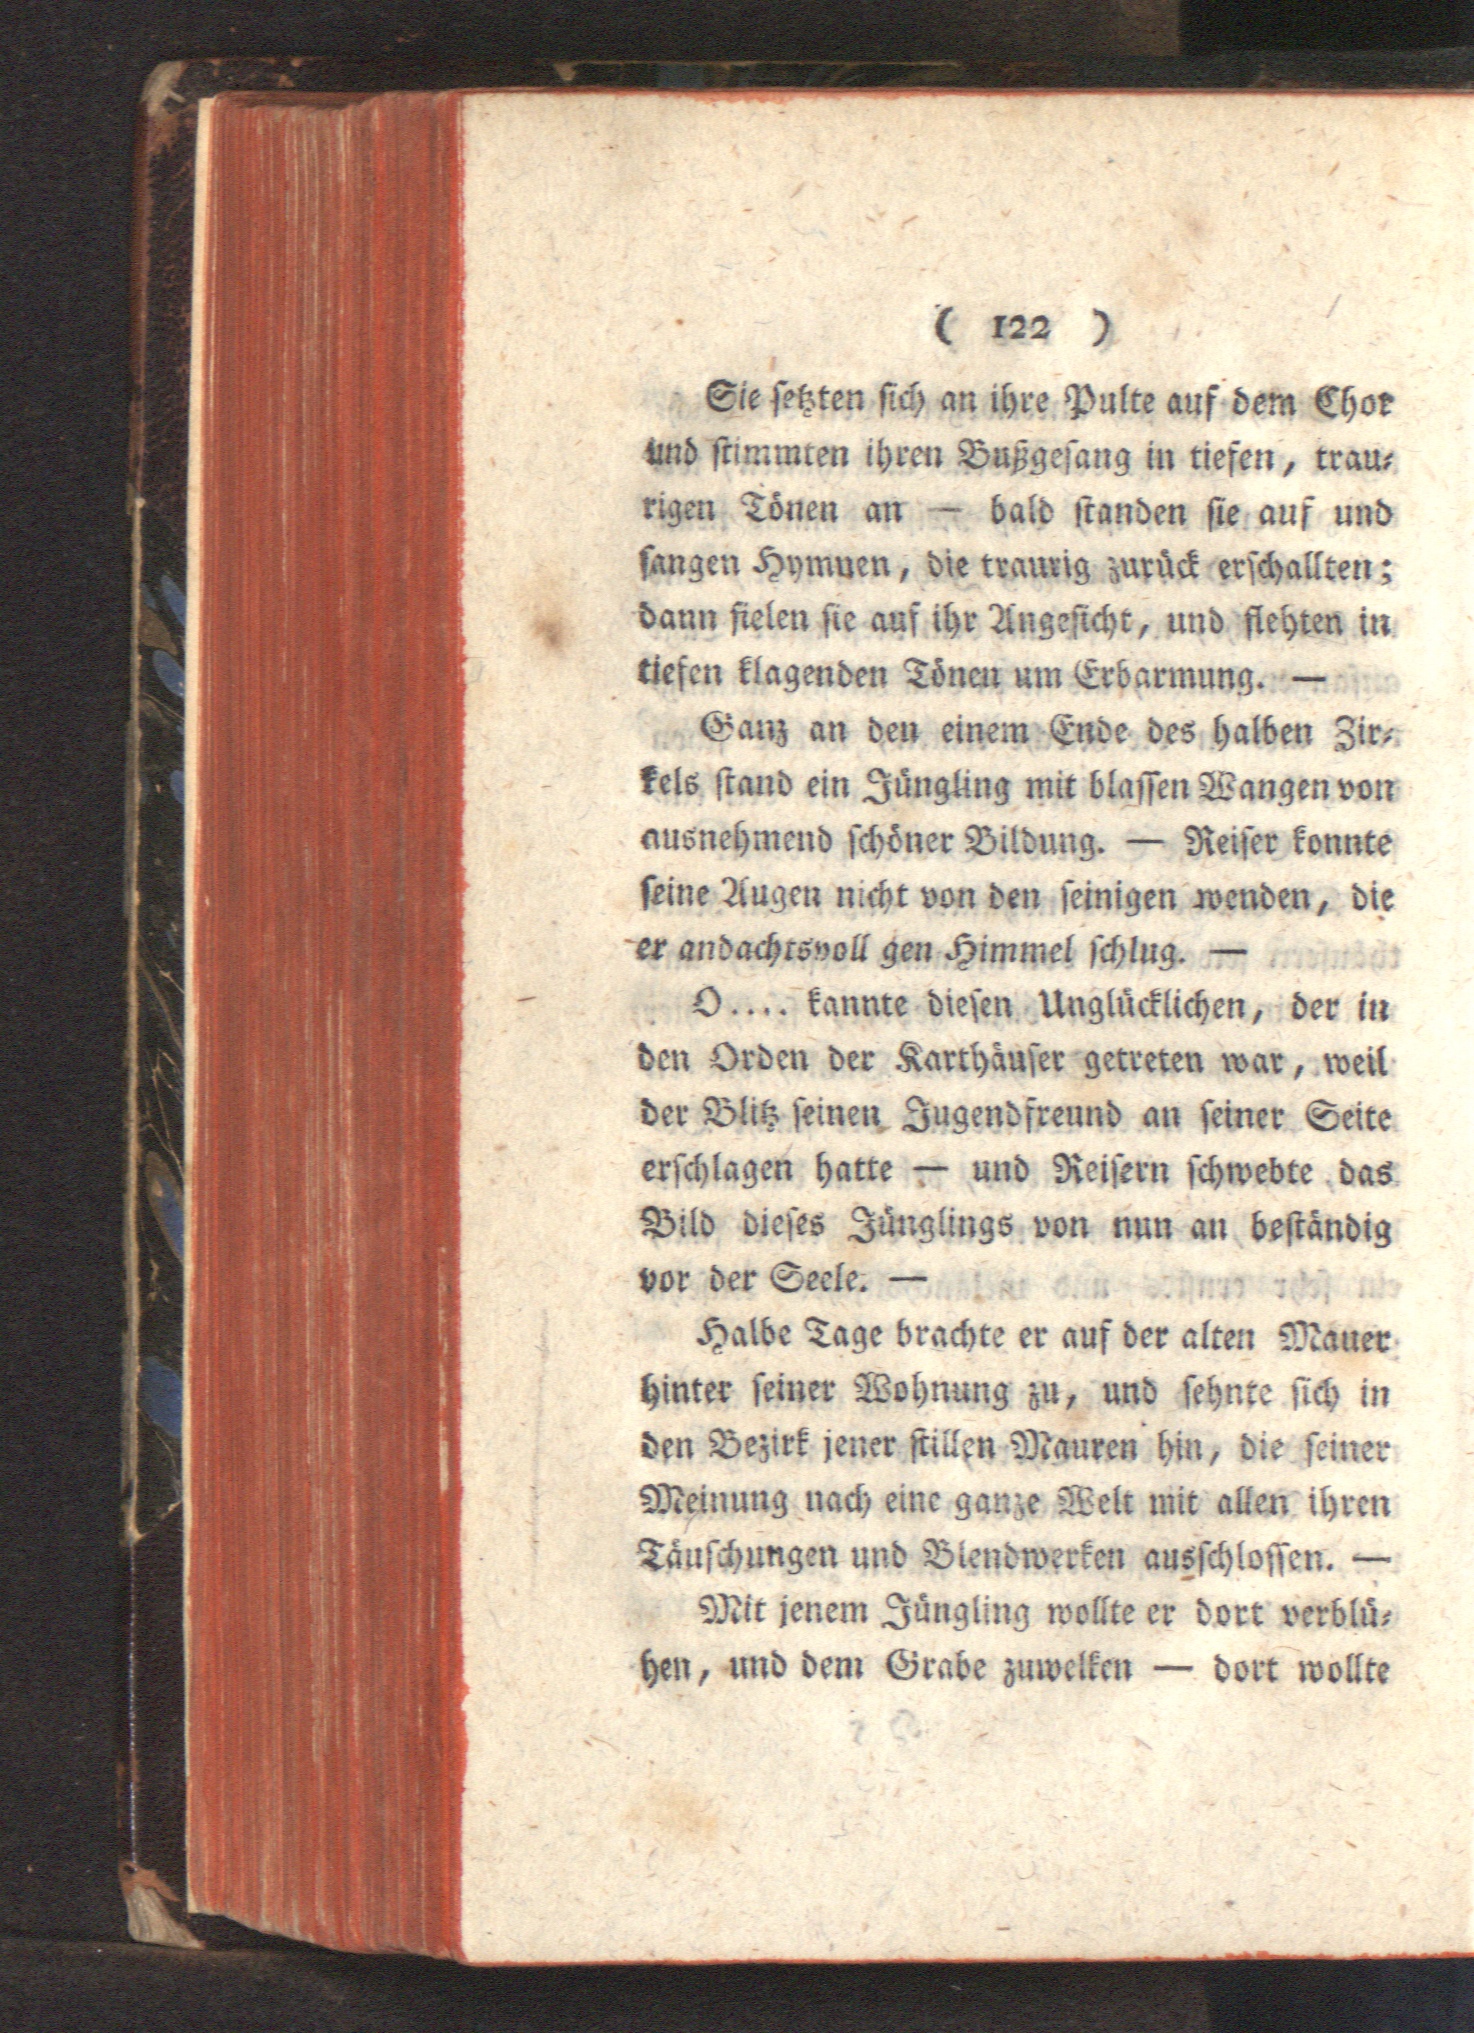 ( 122 )
Sie ſetzten ſich an ihre Pulte auf dem Chor
und ſtimmten ihren Bußgeſang in tiefen, trau⸗
rigen Tönen an — bald ſtanden ſie auf und
ſangen Hymnen, die traurig zurück erſchallten;
dann fielen ſie auf ihr Angeſicht, und flehten in
tiefen klagenden Tönen um Erbarmung. —
Ganz an den einem Ende des halben Zir⸗
kels ſtand ein Jüngling mit blaſſen Wangen von
ausnehmend ſchöner Bildung. — Reiſer konnte
ſeine Augen nicht von den ſeinigen wenden, die
er andachtsvoll gen Himmel ſchlug. —
O.... kannte dieſen Unglücklichen, der in
den Orden der Karthäuſer getreten war, weil
der Blitz ſeinen Jugendfreund an ſeiner Seite
erſchlagen hatte — und Reiſern ſchwebte das
Bild dieſes Jünglings von nun an beſtändig
vor der Seele. —
Halbe Tage brachte er auf der alten Mauer
hinter ſeiner Wohnung zu, und ſehnte ſich in
den Bezirk jener ſtillen Mauren hin, die ſeiner
Meinung nach eine ganze Welt mit allen ihren
Täuſchungen und Blendwerken ausſchloſſen. —
Mit jenem Jüngling wollte er dort verblü⸗
hen, und dem Grabe zuwelken — dort wollte